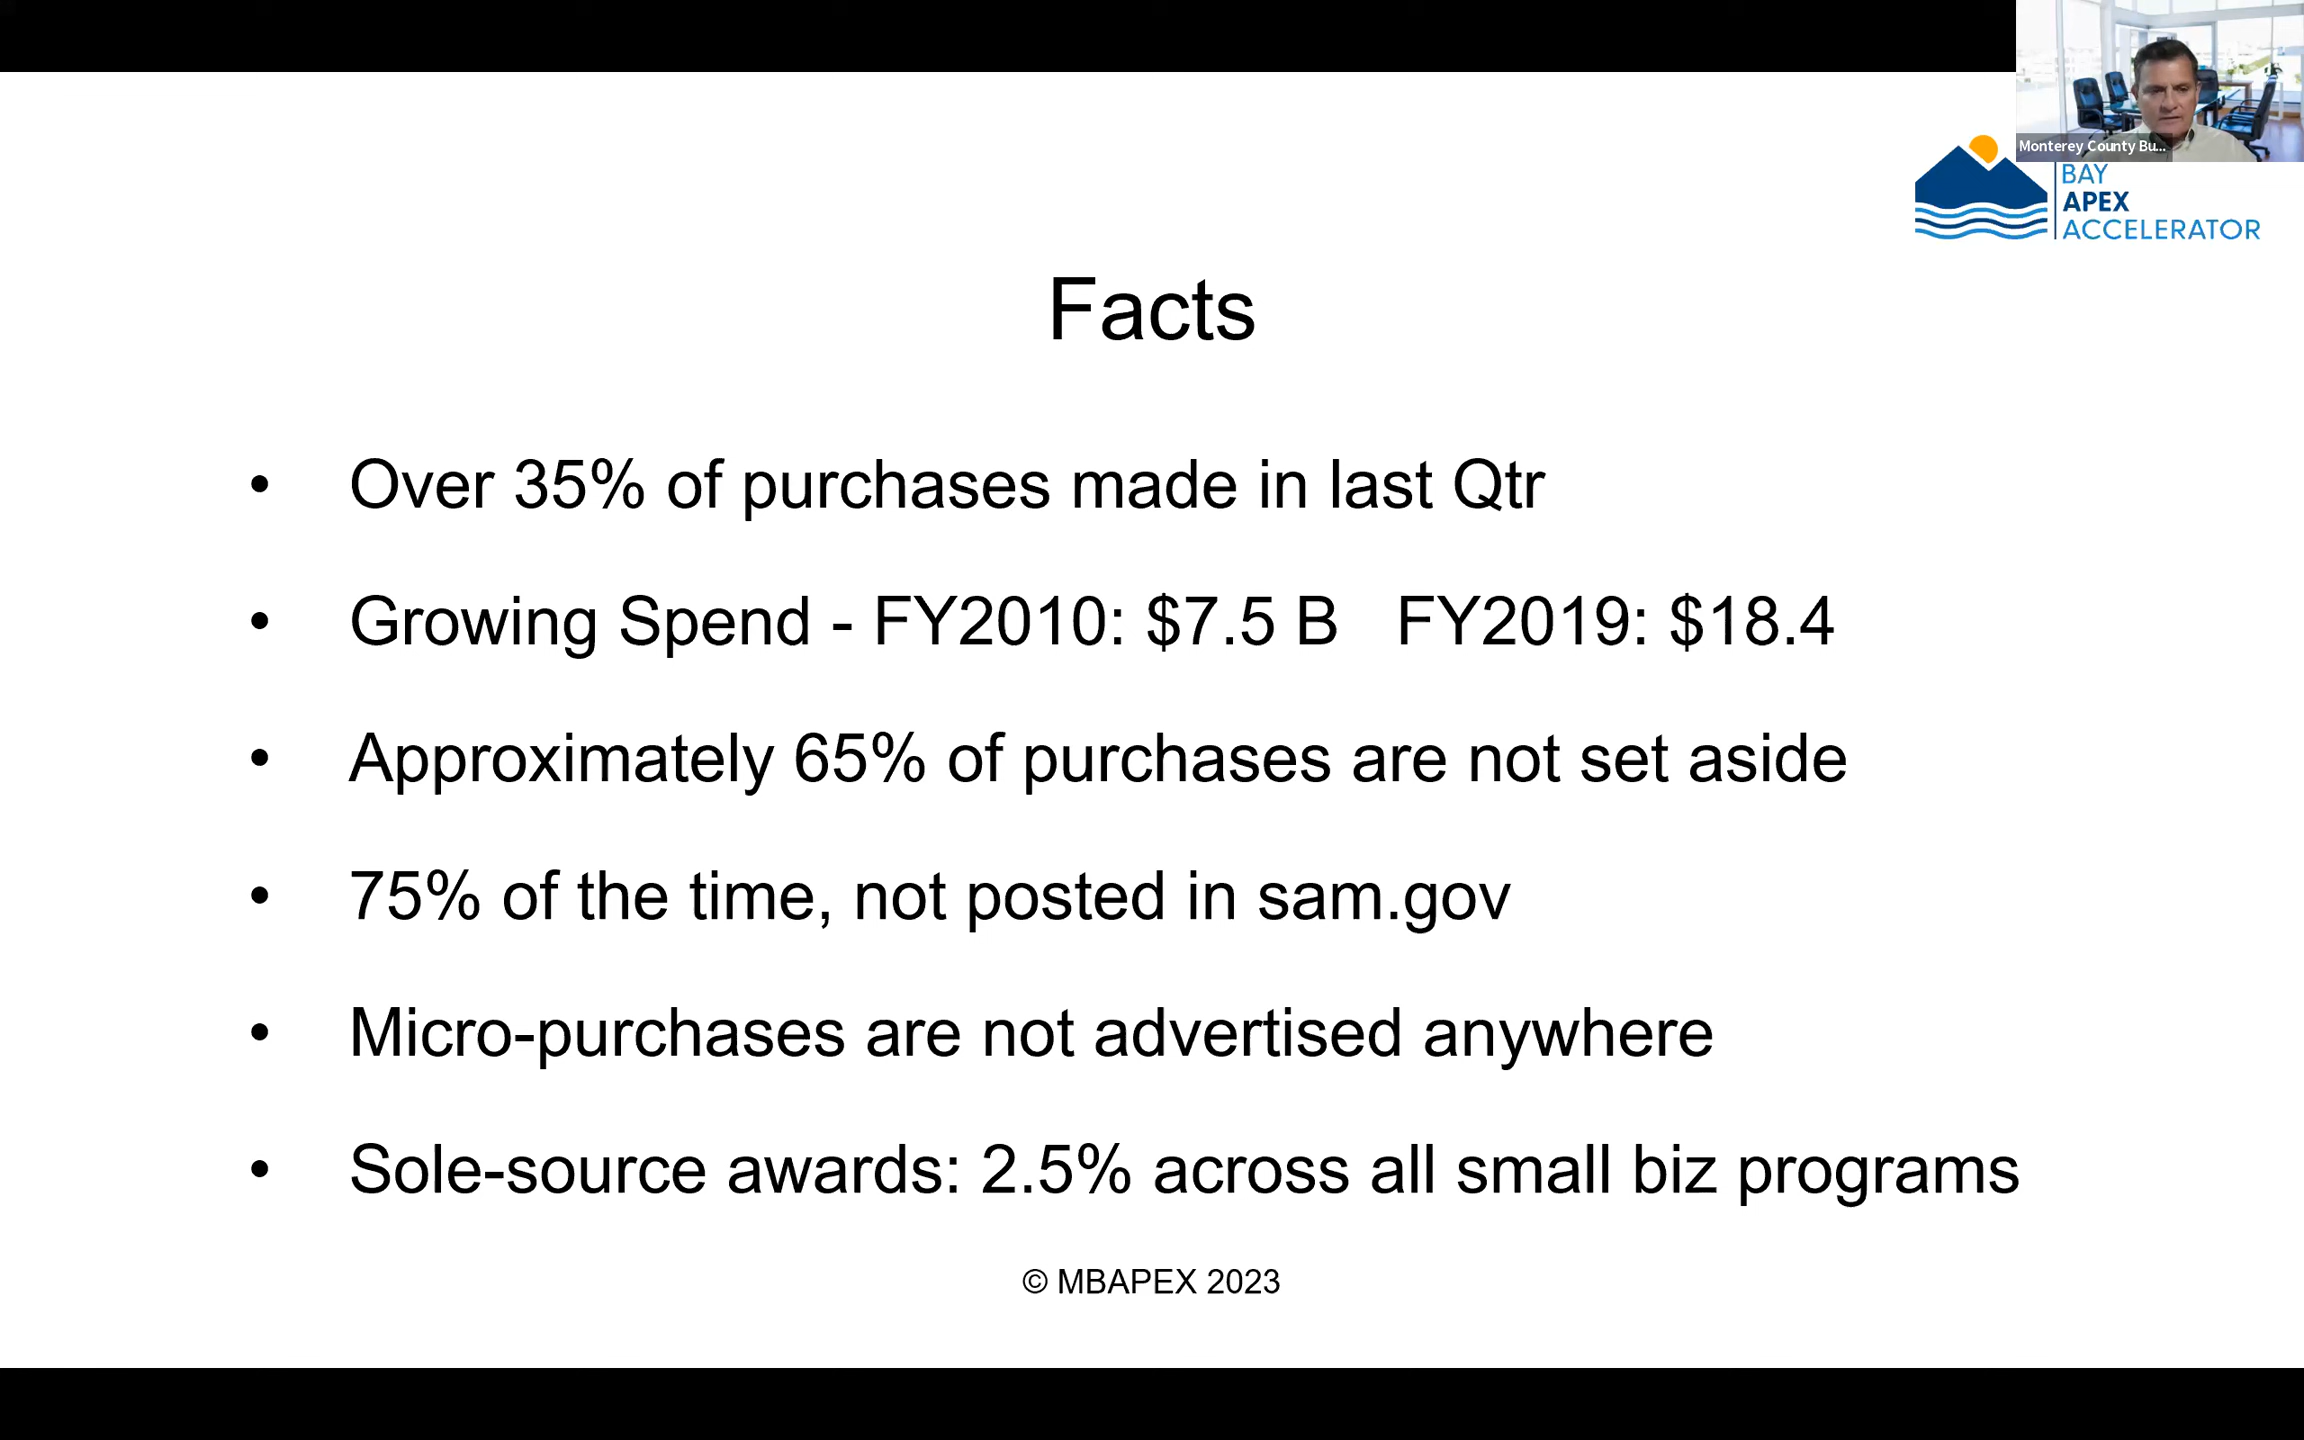 Monterey County Bu...
BAY
APEX
ACCELERATOR
Facts
• Over 35% of purchases made in last Qtr
• Growing Spend - FY2010: $7.5 B FY2019: $18.4
• Approximately 65% of purchases are not set aside
• 75% of the time, not posted in sam.gov
• Micro-purchases are not advertised anywhere
• Sole-source awards: 2.5% across all small biz programs
© MBAPEX 2023